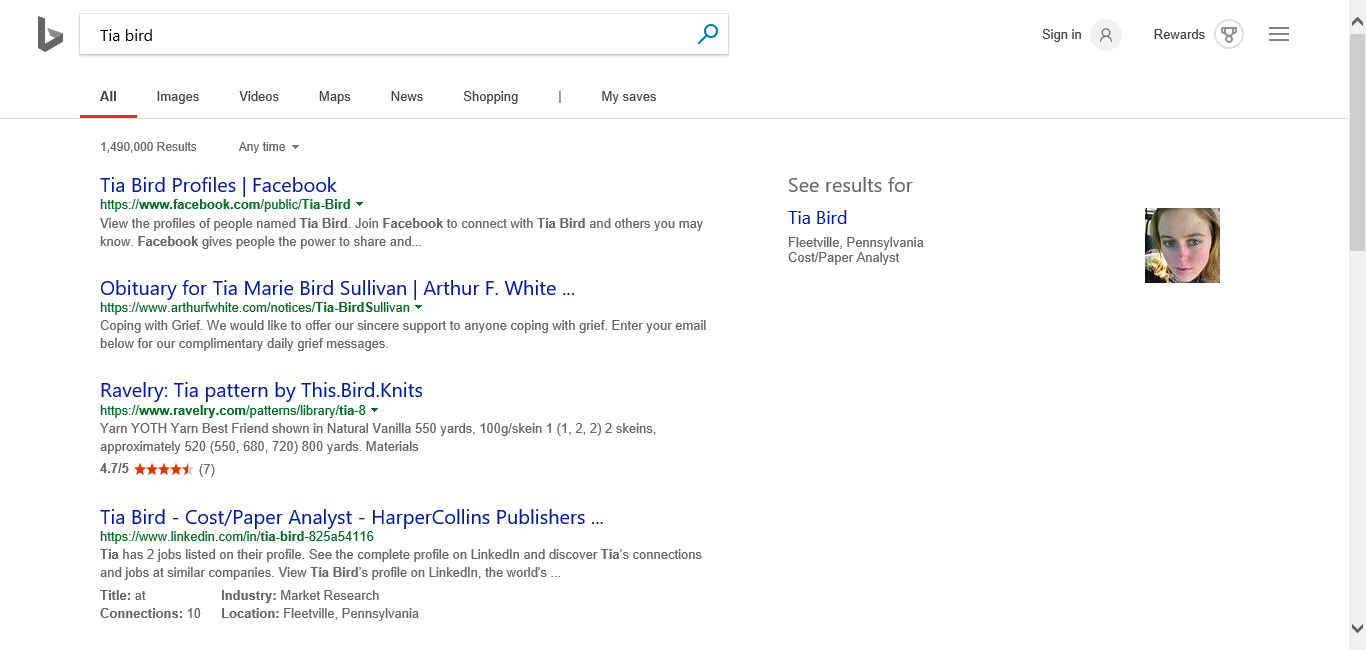 Tia bird
Sign in
Rewards
All Images Videos Maps News Shopping | My saves
1,490,000 Results Any time
Tia Bird Profiles | Facebook
https://www.facebook.com/public/Tia-Bird
View the profiles of people named Tia Bird. Join Facebook to connect with Tia Bird and others you may
know. Facebook gives people the power to share and...
Obituary for Tia Marie Bird Sullivan | Arthur F. White ...
https://www.arthurfwhite.com/notices/Tia-BirdSullivan
Coping with Grief. We would like to offer our sincere support to anyone coping with grief. Enter your email
below for our complimentary daily grief messages.
Ravelry: Tia pattern by This.Bird.Knits
https://www.ravelry.com/patterns/library/tia-8
Yarn YOTH Yarn Best Friend shown in Natural Vanilla 550 yards, 100g/skein 1 (1, 2, 2) 2 skeins,
approximately 520 (550, 680, 720) 800 yards. Materials
4.7/5 (7)
Tia Bird - Cost/Paper Analyst - HarperCollins Publishers ...
https://www.linkedin.com/in/tia-bird-825a54116
Tia has 2 jobs listed on their profile. See the complete profile on LinkedIn and discover Tia's connections
and jobs at similar companies. View Tia Bird's profile on LinkedIn, the world's ...
Title: at Industry: Market Research
Connections: 10 Location: Fleetville, Pennsylvania
See results for
Tia Bird
Fleetville, Pennsylvania
Cost/Paper Analyst